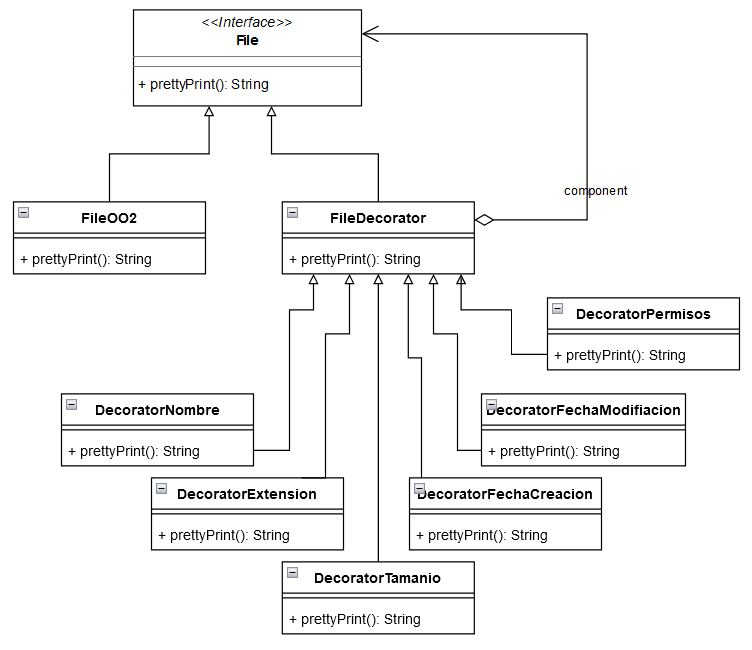 <<Interface>>
File
+ prettyPrint(): String
component
FileOO2
+ prettyPrint(): String
FileDecorator
+ prettyPrint(): String
DecoratorPermisos
+ prettyPrint(): String
DecoratorNombre
+ prettyPrint(): String
DecoratorFechaModifiacion
+ prettyPrint(): String
DecoratorExtension
+ prettyPrint(): String
DecoratorFechaCreacion
+ prettyPrint(): String
DecoratorTamanio
+ prettyPrint(): String